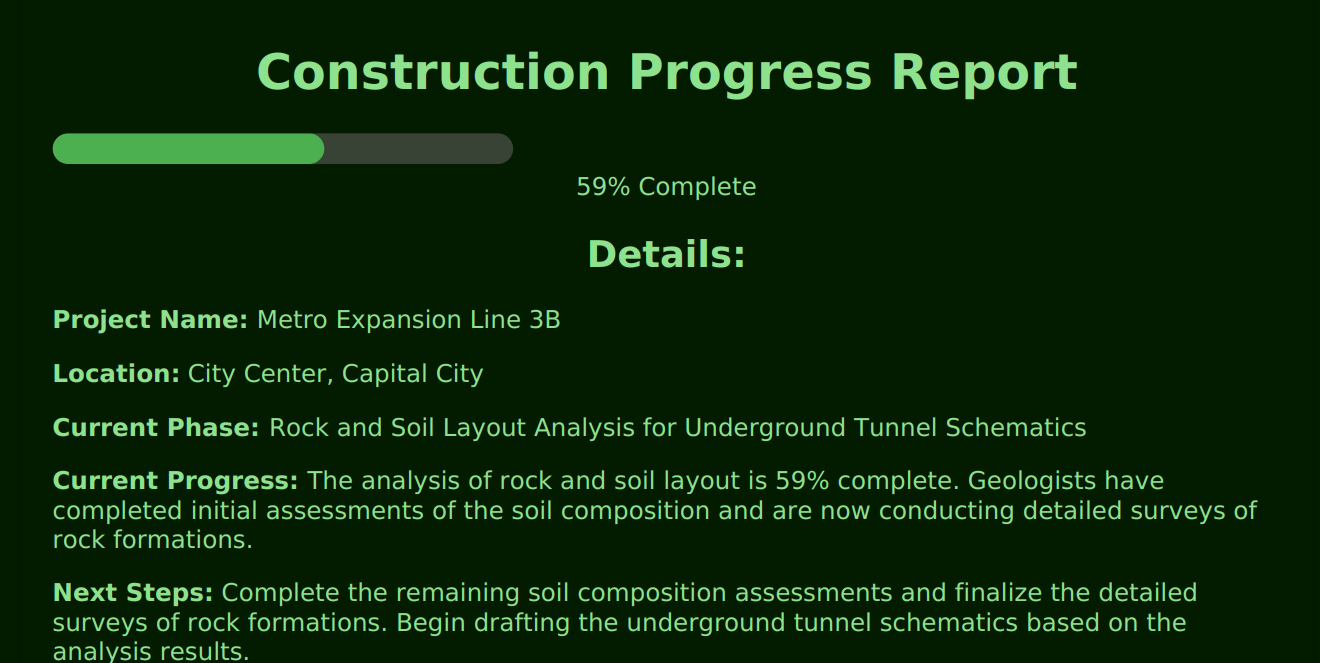 Construction Progress Report
59% Complete
Details:
Project Name: Metro Expansion Line 3B
Location: City Center, Capital City
Current Phase: Rock and Soil Layout Analysis for Underground Tunnel Schematics
Current Progress: The analysis of rock and soil layout is 59% complete. Geologists have
completed initial assessments of the soil composition and are now conducting detailed surveys of
rock formations.
Next Steps: Complete the remaining soil composition assessments and finalize the detailed
surveys of rock formations. Begin drafting the underground tunnel schematics based on the
analysis results.